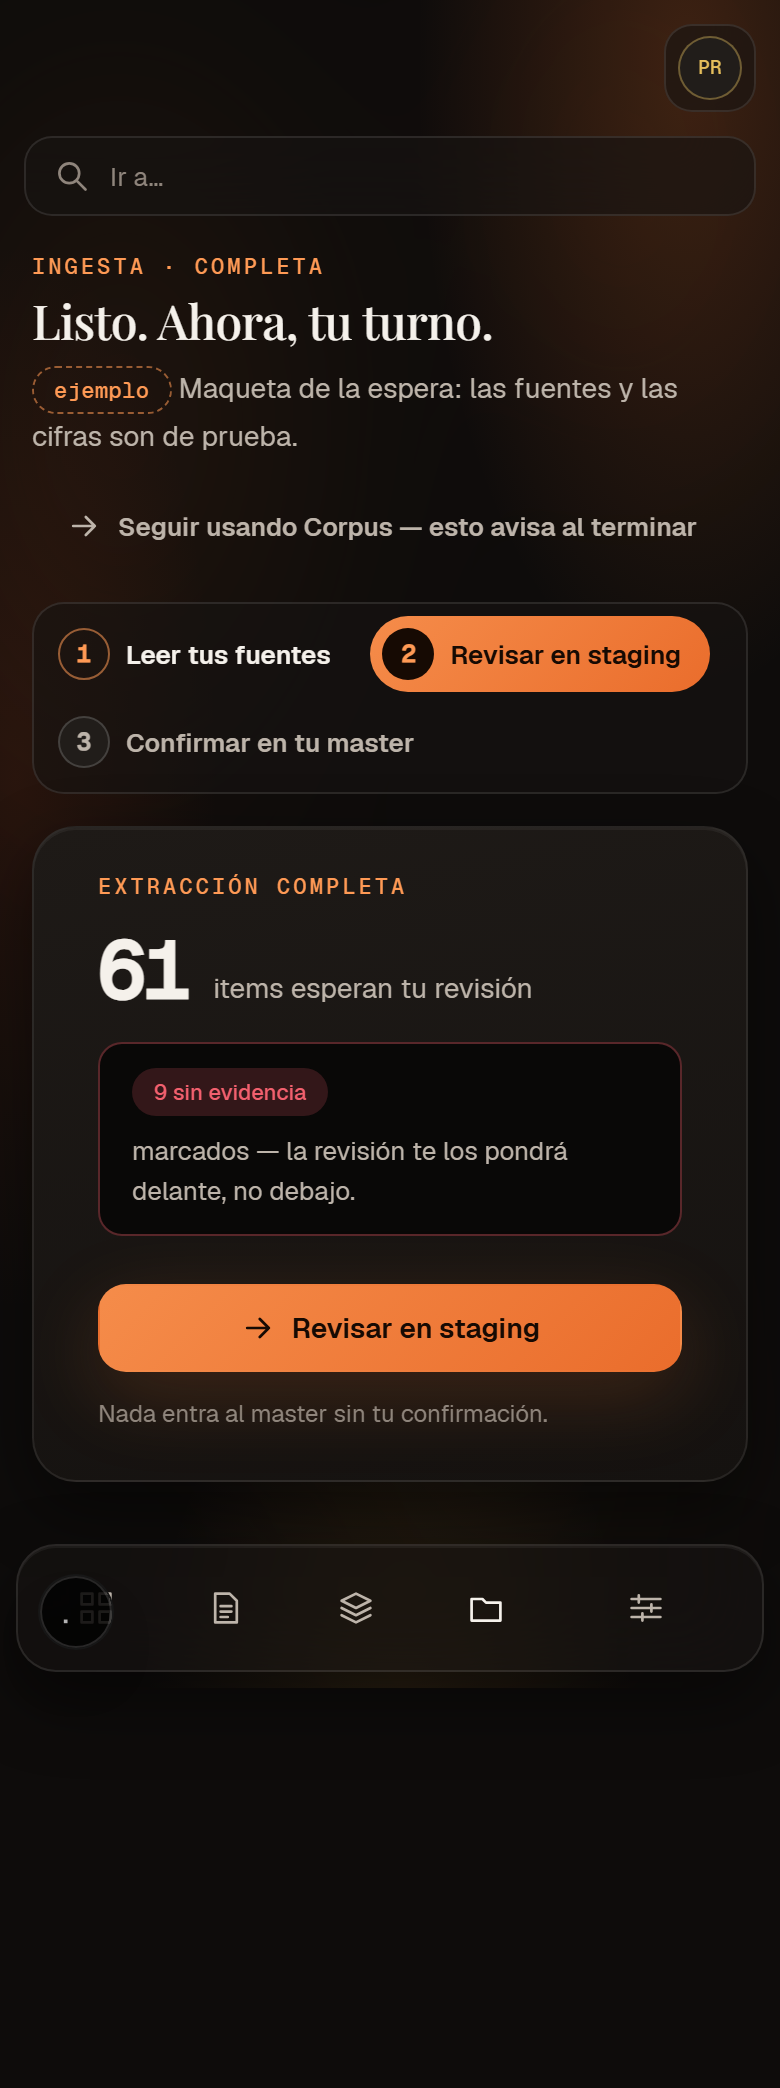 PR
Ir a...
INGESTA · COMPLETA
Listo. Ahora, tu turno.
ejemplo Maqueta de la espera: las fuentes y las
cifras son de prueba.
→ Seguir usando Corpus — esto avisa al terminar
1 Leer tus fuentes
2 Revisar en staging
3 Confirmar en tu master
EXTRACCIÓN COMPLETA
61 items esperan tu revisión
9 sin evidencia
marcados — la revisión te los pondrá
delante, no debajo.
→ Revisar en staging
Nada entra al master sin tu confirmación.